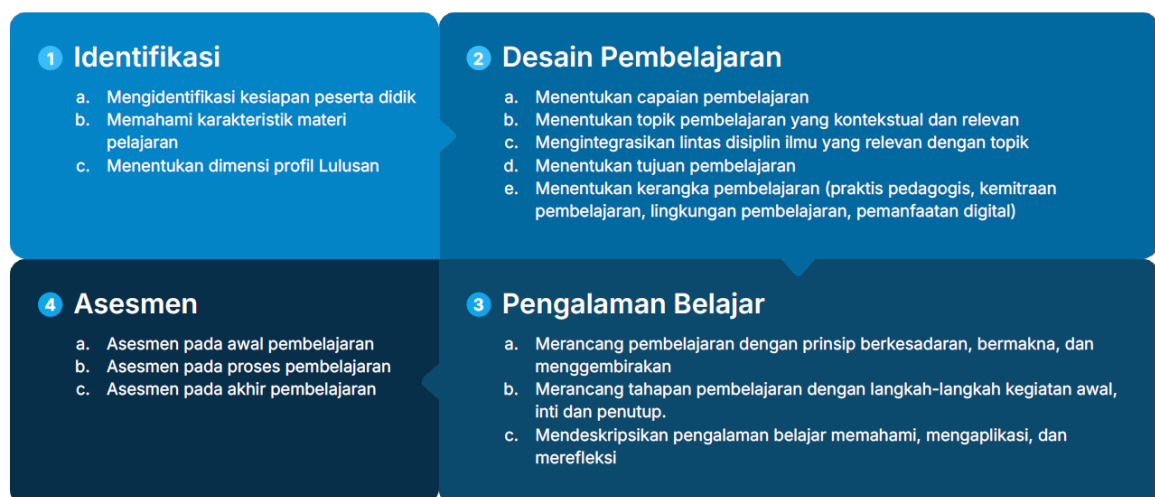 1 Identifikasi
a. Mengidentifikasi kesiapan peserta didik
b. Memahami karakteristik materi
pelajaran
c. Menentukan dimensi profil Lulusan
2 Desain Pembelajaran
a. Menentukan capaian pembelajaran
b. Menentukan topik pembelajaran yang kontekstual dan relevan
c. Mengintegrasikan lintas disiplin ilmu yang relevan dengan topik
d. Menentukan tujuan pembelajaran
e. Menentukan kerangka pembelajaran (praktis pedagogis, kemitraan
pembelajaran, lingkungan pembelajaran, pemanfaatan digital)
3 Pengalaman Belajar
a. Merancang pembelajaran dengan prinsip berkesadaran, bermakna, dan
menggembirakan
b. Merancang tahapan pembelajaran dengan langkah-langkah kegiatan awal,
inti dan penutup.
c. Mendeskripsikan pengalaman belajar memahami, mengaplikasi, dan
merefleksi
4 Asesmen
a. Asesmen pada awal pembelajaran
b. Asesmen pada proses pembelajaran
c. Asesmen pada akhir pembelajaran